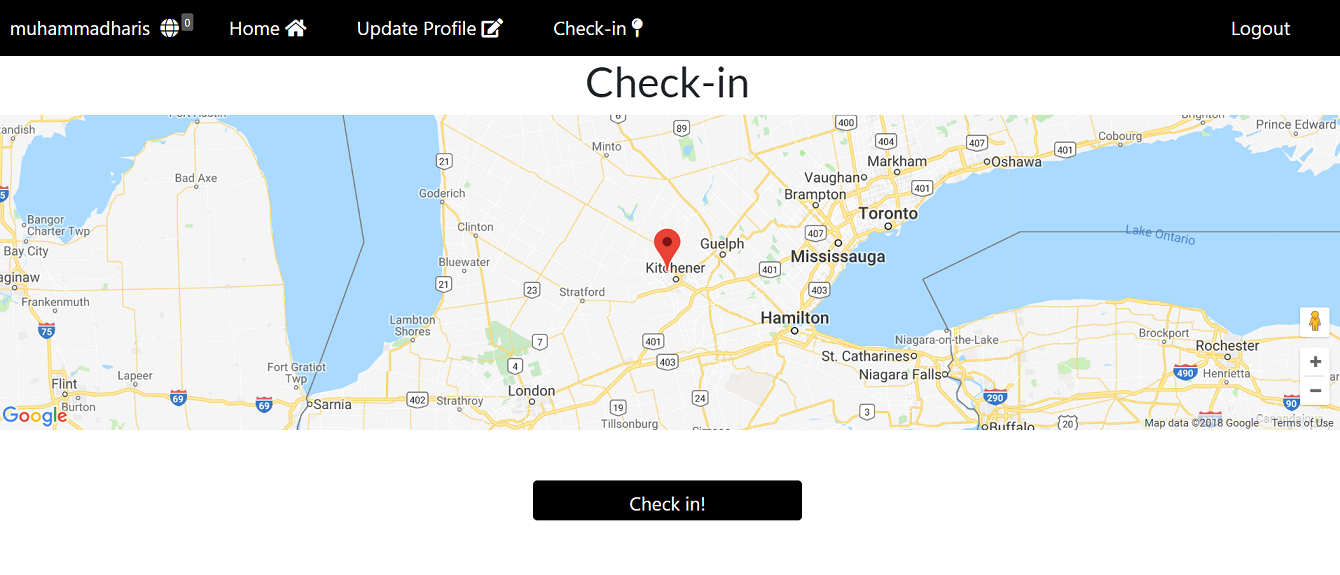 muhammadharis 0 Home Update Profile Check-in Logout
Check-in
6
400
Brighton
andish
Port Austin
89
404
407
Cobourg
Prince Edward
Minto
Markham
401
Oshawa
21
Vaughan
Bad Axe
Goderich
Brampton
401
Toronto
Bangor
Charter Twp
Clinton
407
Lake Ontario
Bay City
Guelph
Mississauga
Bluewater
Kitchener
401
aginaw
21
23
Stratford
403
Frankenmuth
Lambton
Shores
Hamilton
75
7
401
Niagara-on-the-Lake
Brockport
Rochester
403
St. Catharines
4
Fort Gratiot
Twp
Lapeer
Niagara Falls
490
Henrietta
Flint
London
69
69
402
Strathroy
24
290
90
Burton
Sarnia
19
3
Google
Tillsonburg
Buffalo
20
Map data ©2018 Google Terms of Use
Check in!